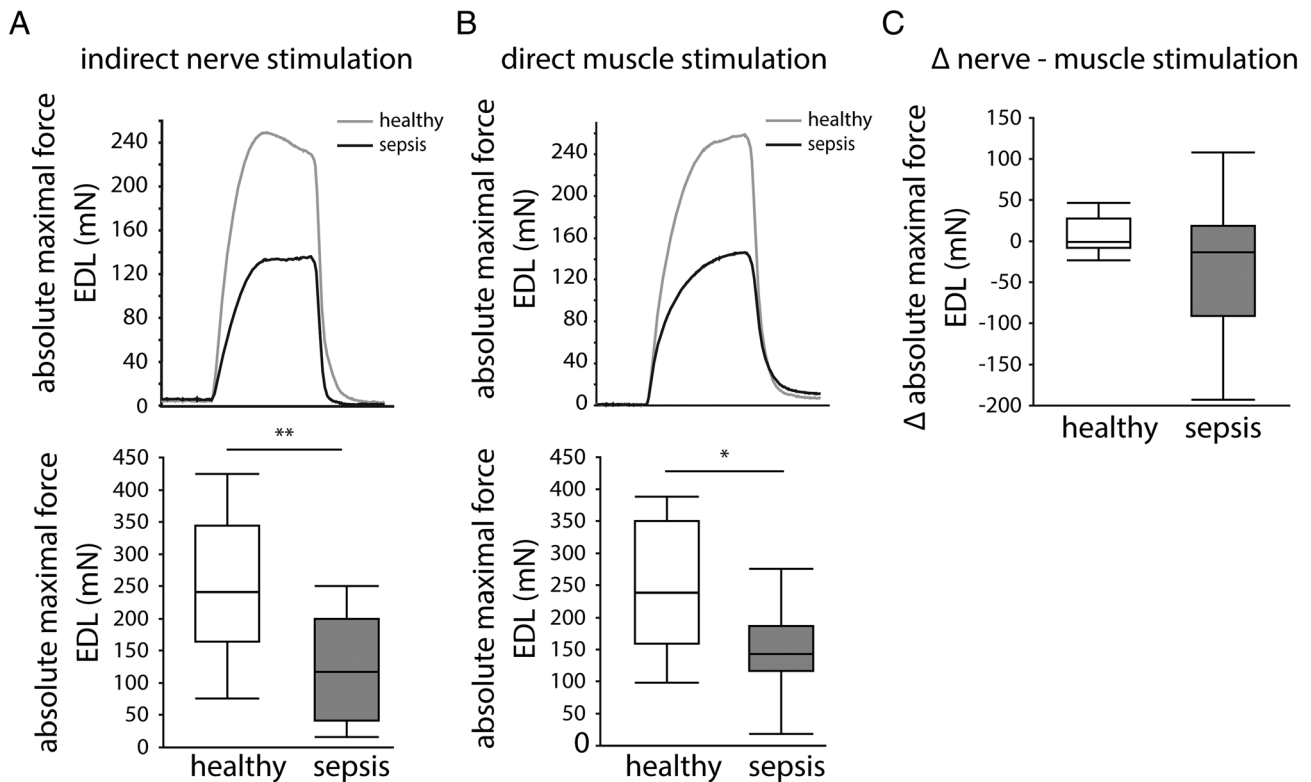 A
indirect nerve stimulation
absolute maximal force
EDL (mN)
240
200
160
120
80
40
0
healthy
sepsis
absolute maximal force
EDL (mN)
450
400
350
300
250
200
150
100
50
0
**
healthy
sepsis
B
direct muscle stimulation
absolute maximal force
EDL (mN)
240
200
160
120
80
40
0
healthy
sepsis
absolute maximal force
EDL (mN)
450
400
350
300
250
200
150
100
50
0
*
healthy
sepsis
C
Δ nerve - muscle stimulation
Δ absolute maximal force
EDL (mN)
150
100
50
0
-50
-100
-150
-200
healthy
sepsis